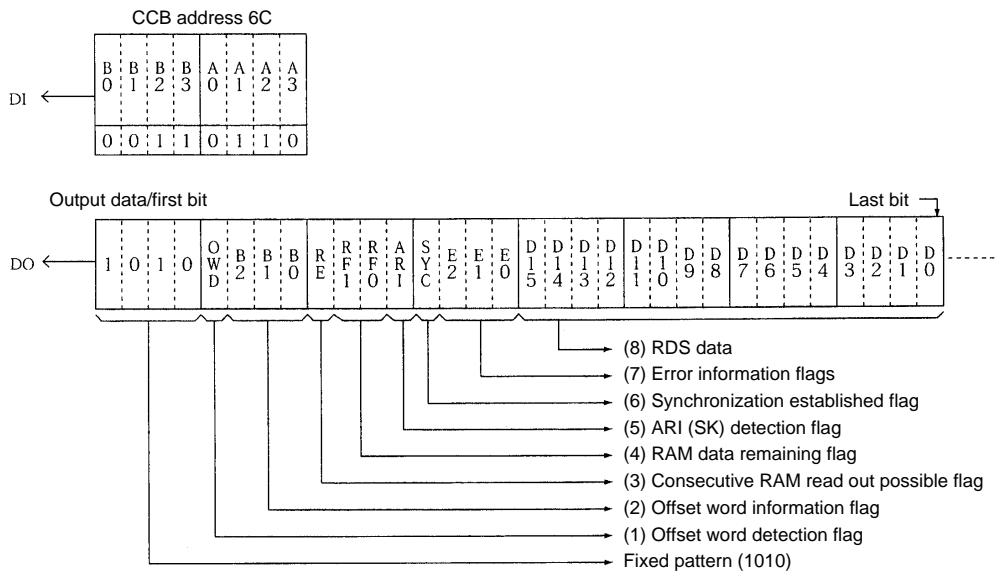 CCB address 6C
B0 B1 B2 B3 A0 A1 A2 A3
DI
0 0 1 1 0 1 1 0
Output data/first bit
Last bit
DO
1 0 1 0 OWD B2 B1 B0 RE RF1 RF0 ARI SYC E2 E1 E0 D15 D14 D13 D12 D11 D10 D9 D8 D7 D6 D5 D4 D3 D2 D1 D0
(8) RDS data
(7) Error information flags
(6) Synchronization established flag
(5) ARI (SK) detection flag
(4) RAM data remaining flag
(3) Consecutive RAM read out possible flag
(2) Offset word information flag
(1) Offset word detection flag
Fixed pattern (1010)